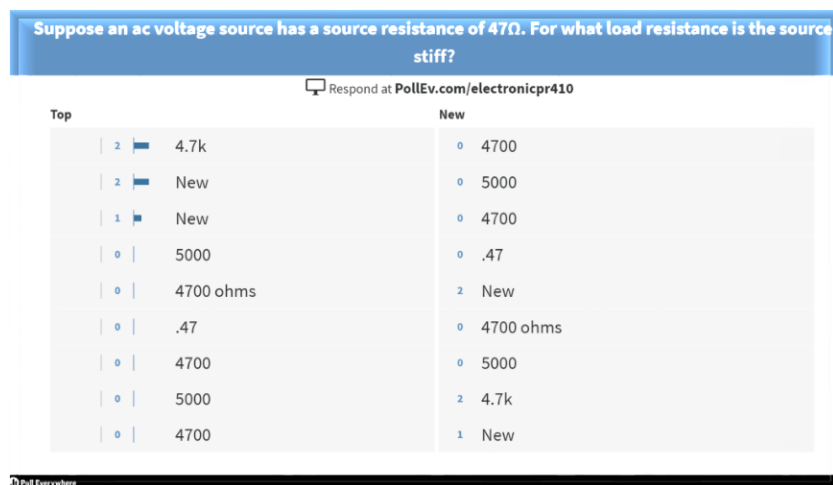 Suppose an ac voltage source has a source resistance of 47Ω. For what load resistance is the source
stiff?
Respond at PollEv.com/electronicpr410
Top
2 4.7k
2 New
1 New
0 5000
0 4700 ohms
0 .47
0 4700
0 5000
0 4700
New
0 4700
0 5000
0 4700
0 .47
2 New
0 4700 ohms
0 5000
2 4.7k
1 New
Poll Everywhere